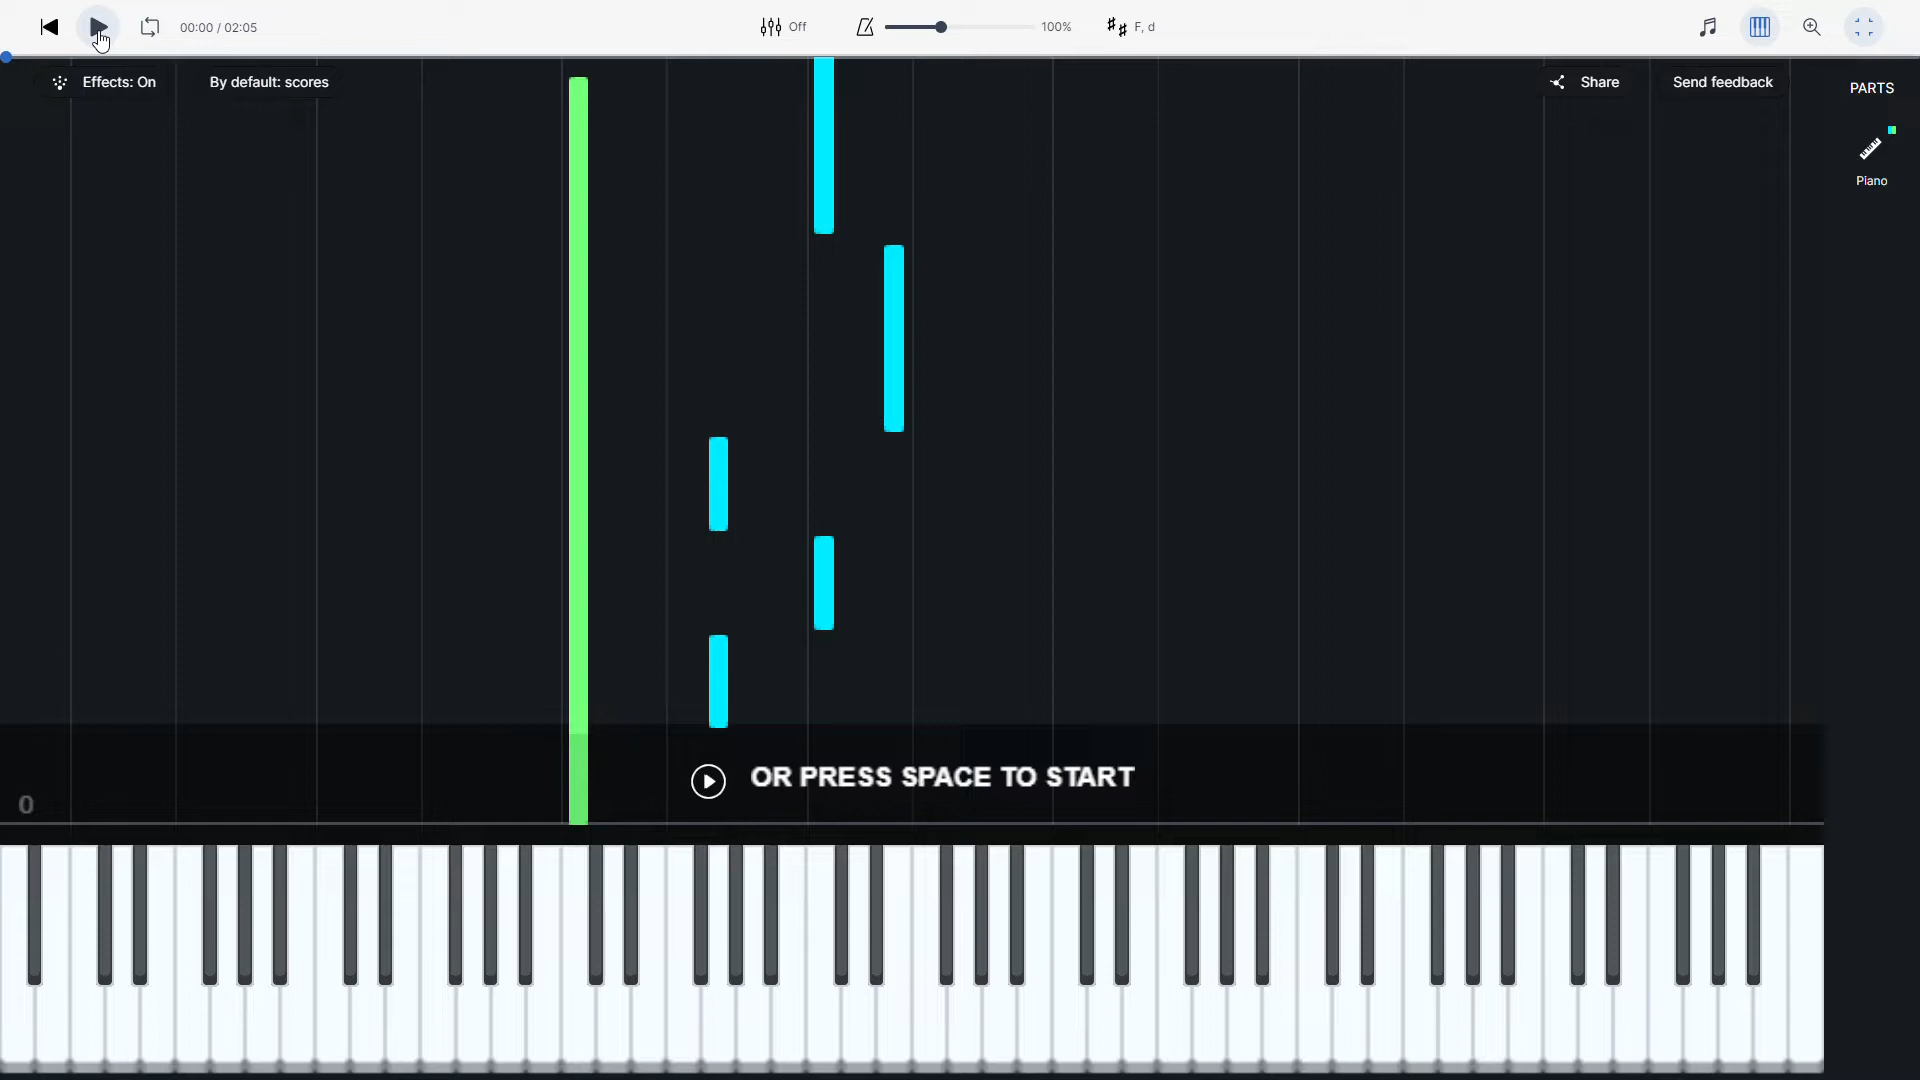 00:00 / 02:05
Off
100%
F, d
Effects: On
By default: scores
Share
Send feedback
PARTS
Piano
OR PRESS SPACE TO START
0